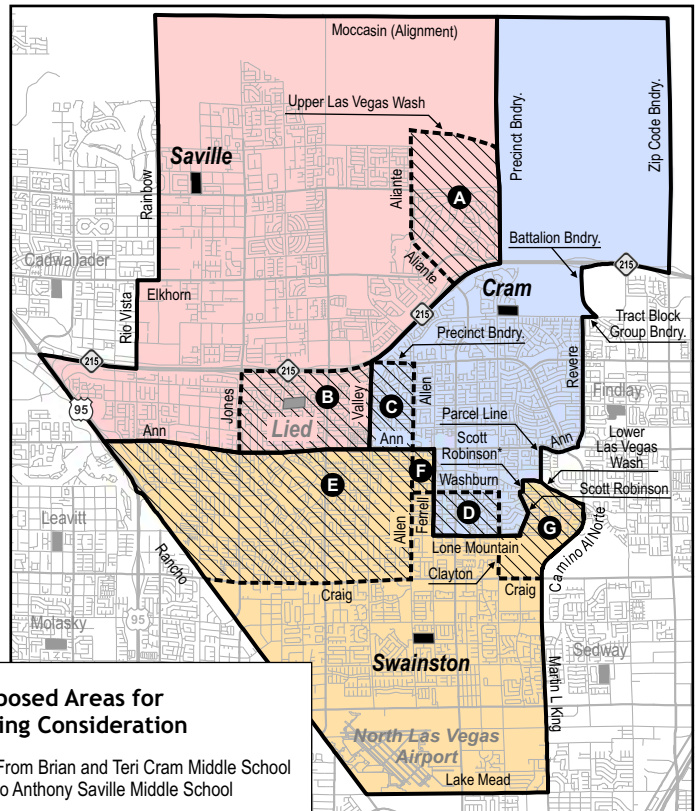 Moccasin (Alignment)
Upper Las Vegas Wash
Precinct Bndry.
Zip Code Bndry.
Saville
Rainbow
Aliante
A
Battalion Bndry.
Aliante
215
Cadwallader
Elkhorn
Rio Vista
Cram
215
Tract Block
Group Bndry.
Precinct Bndry.
Revere
215
215
Findlay
Jones
B
Valley
C
Allen
95
Lied
Parcel Line
Ann
Ann
Ann
Scott
Robinson*
Lower
Las Vegas
Wash
E
F
Washburn
Scott Robinson
Leavitt
Allen
Ferrell
D
G
Camino Al Norte
Lone Mountain
Rancho
Clayton
Craig
Craig
95
Molasky
Swainston
Sedway
Martin L. King
North Las Vegas
Airport
Lake Mead
posed Areas for
ing Consideration
From Brian and Teri Cram Middle School
o Anthony Saville Middle School